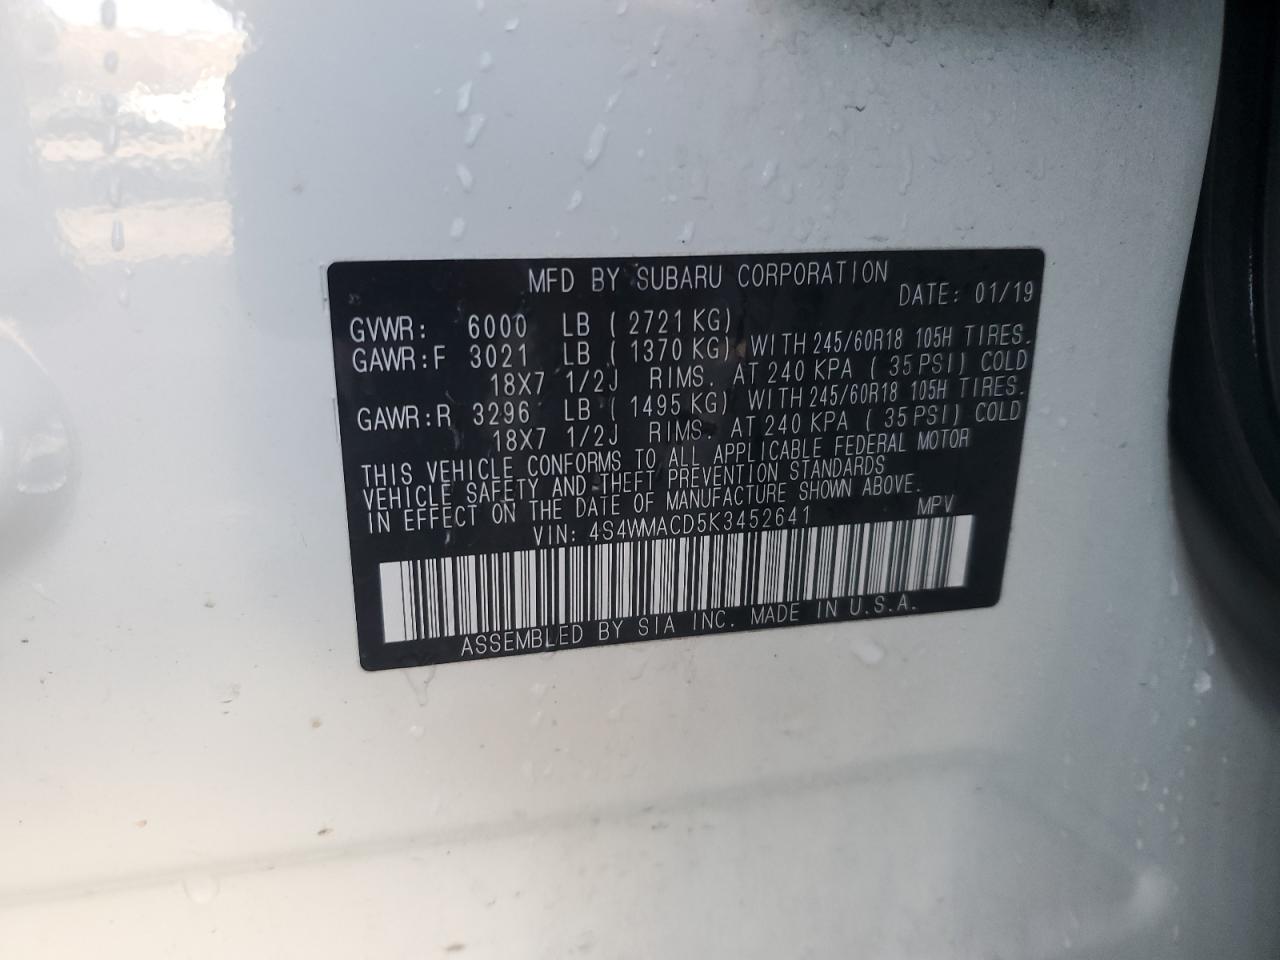 MFD BY SUBARU CORPORATION
DATE: 01/19
GVWR: 6000 LB ( 2721 KG)
GAWR:F 3021 LB ( 1370 KG) WITH 245/60R18 105H TIRES.
18X7 1/2J RIMS. AT 240 KPA ( 35 PSI) COLD
GAWR:R 3296 LB ( 1495 KG) WITH 245/60R18 105H TIRES.
18X7 1/2J RIMS. AT 240 KPA ( 35 PSI) COLD
THIS VEHICLE CONFORMS TO ALL APPLICABLE FEDERAL MOTOR
VEHICLE SAFETY AND THEFT PREVENTION STANDARDS
IN EFFECT ON THE DATE OF MANUFACTURE SHOWN ABOVE.
VIN: 4S4WMACD5K3452641 MPV
ASSEMBLED BY SIA INC. MADE IN U.S.A.